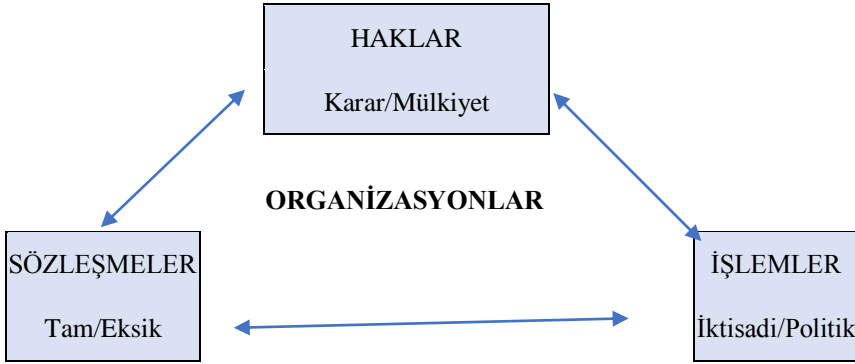 HAKLAR
Karar/Mülkiyet
ORGANİZASYONLAR
SÖZLEŞMELER
Tam/Eksik
İŞLEMLER
İktisadi/Politik